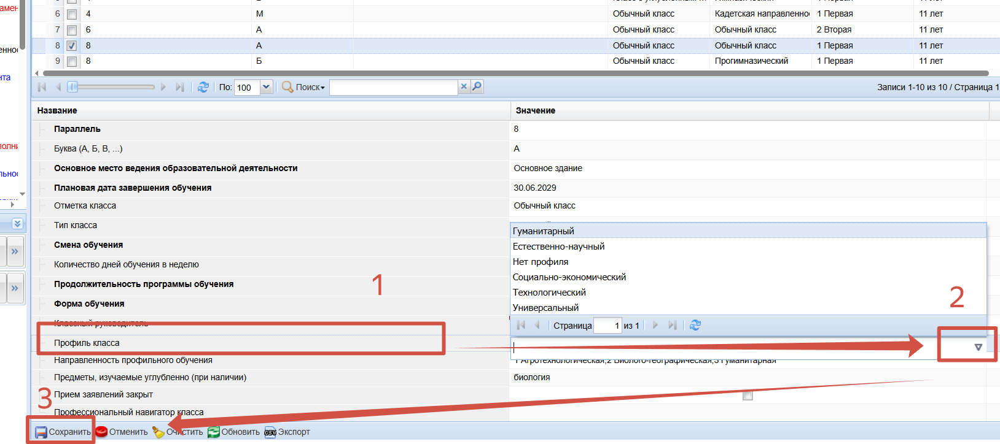 амен
6 4 М Обычный класс Кадетская направленно 1 Первая 11 лет
7 6 А Обычный класс Обычный класс 2 Вторая 11 лет
8 8 А Обычный класс Обычный класс 1 Первая 11 лет
енно
9 8 Б Обычный класс Прогимназический 1 Первая 11 лет
нта
По: 100 Поиск Записи 1-10 из 10 / Страница 1
Название Значение
Параллель 8
полни
Буква (А, Б, В, ...) А
Основное место ведения образовательной деятельности Основное здание
льно
Плановая дата завершения обучения 30.06.2029
Отметка класса Обычный класс
Тип класса
Гуманитарный
Смена обучения
Естественно-научный
Количество дней обучения в неделю
Нет профиля
1
Социально-экономический
Продолжительность программы обучения
Технологический
2
Форма обучения
Универсальный
Классный руководитель
Страница 1 из 1
Профиль класса
Направленность профильного обучения 1 Агротехнологическая;2 Биолого-географическая;3 Гуманитарная
Предметы, изучаемые углубленно (при наличии) биология
3
Прием заявлений закрыт
Профессиональный навигатор класса
Сохранить Отменить Очистить Обновить CSV Экспорт